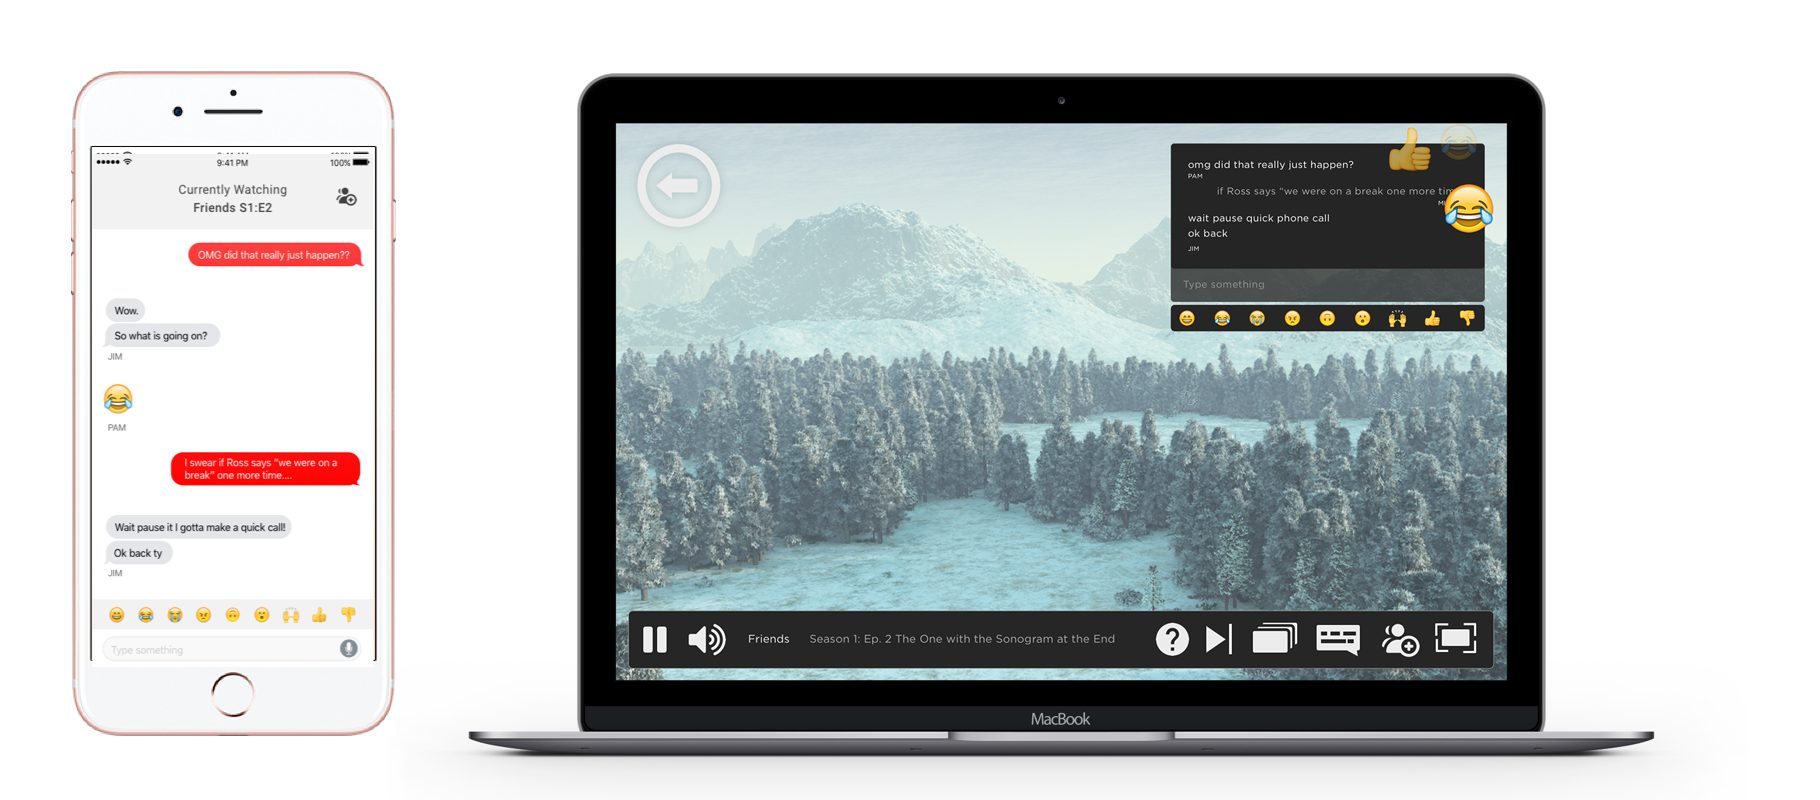 9:41 PM
100%
Currently Watching
Friends S1:E2
OMG did that really just happen??
Wow.
So what is going on?
JIM
PAM
I swear if Ross says “we were on a
break” one more time....
Wait pause it I gotta make a quick call!
Ok back ty
JIM
Type something
omg did that really just happen?
PAM
if Ross says “we were on a break one more
wait pause quick phone call
ok back
JIM
Type something
Friends Season 1: Ep. 2 The One with the Sonogram at the End
?
MacBook